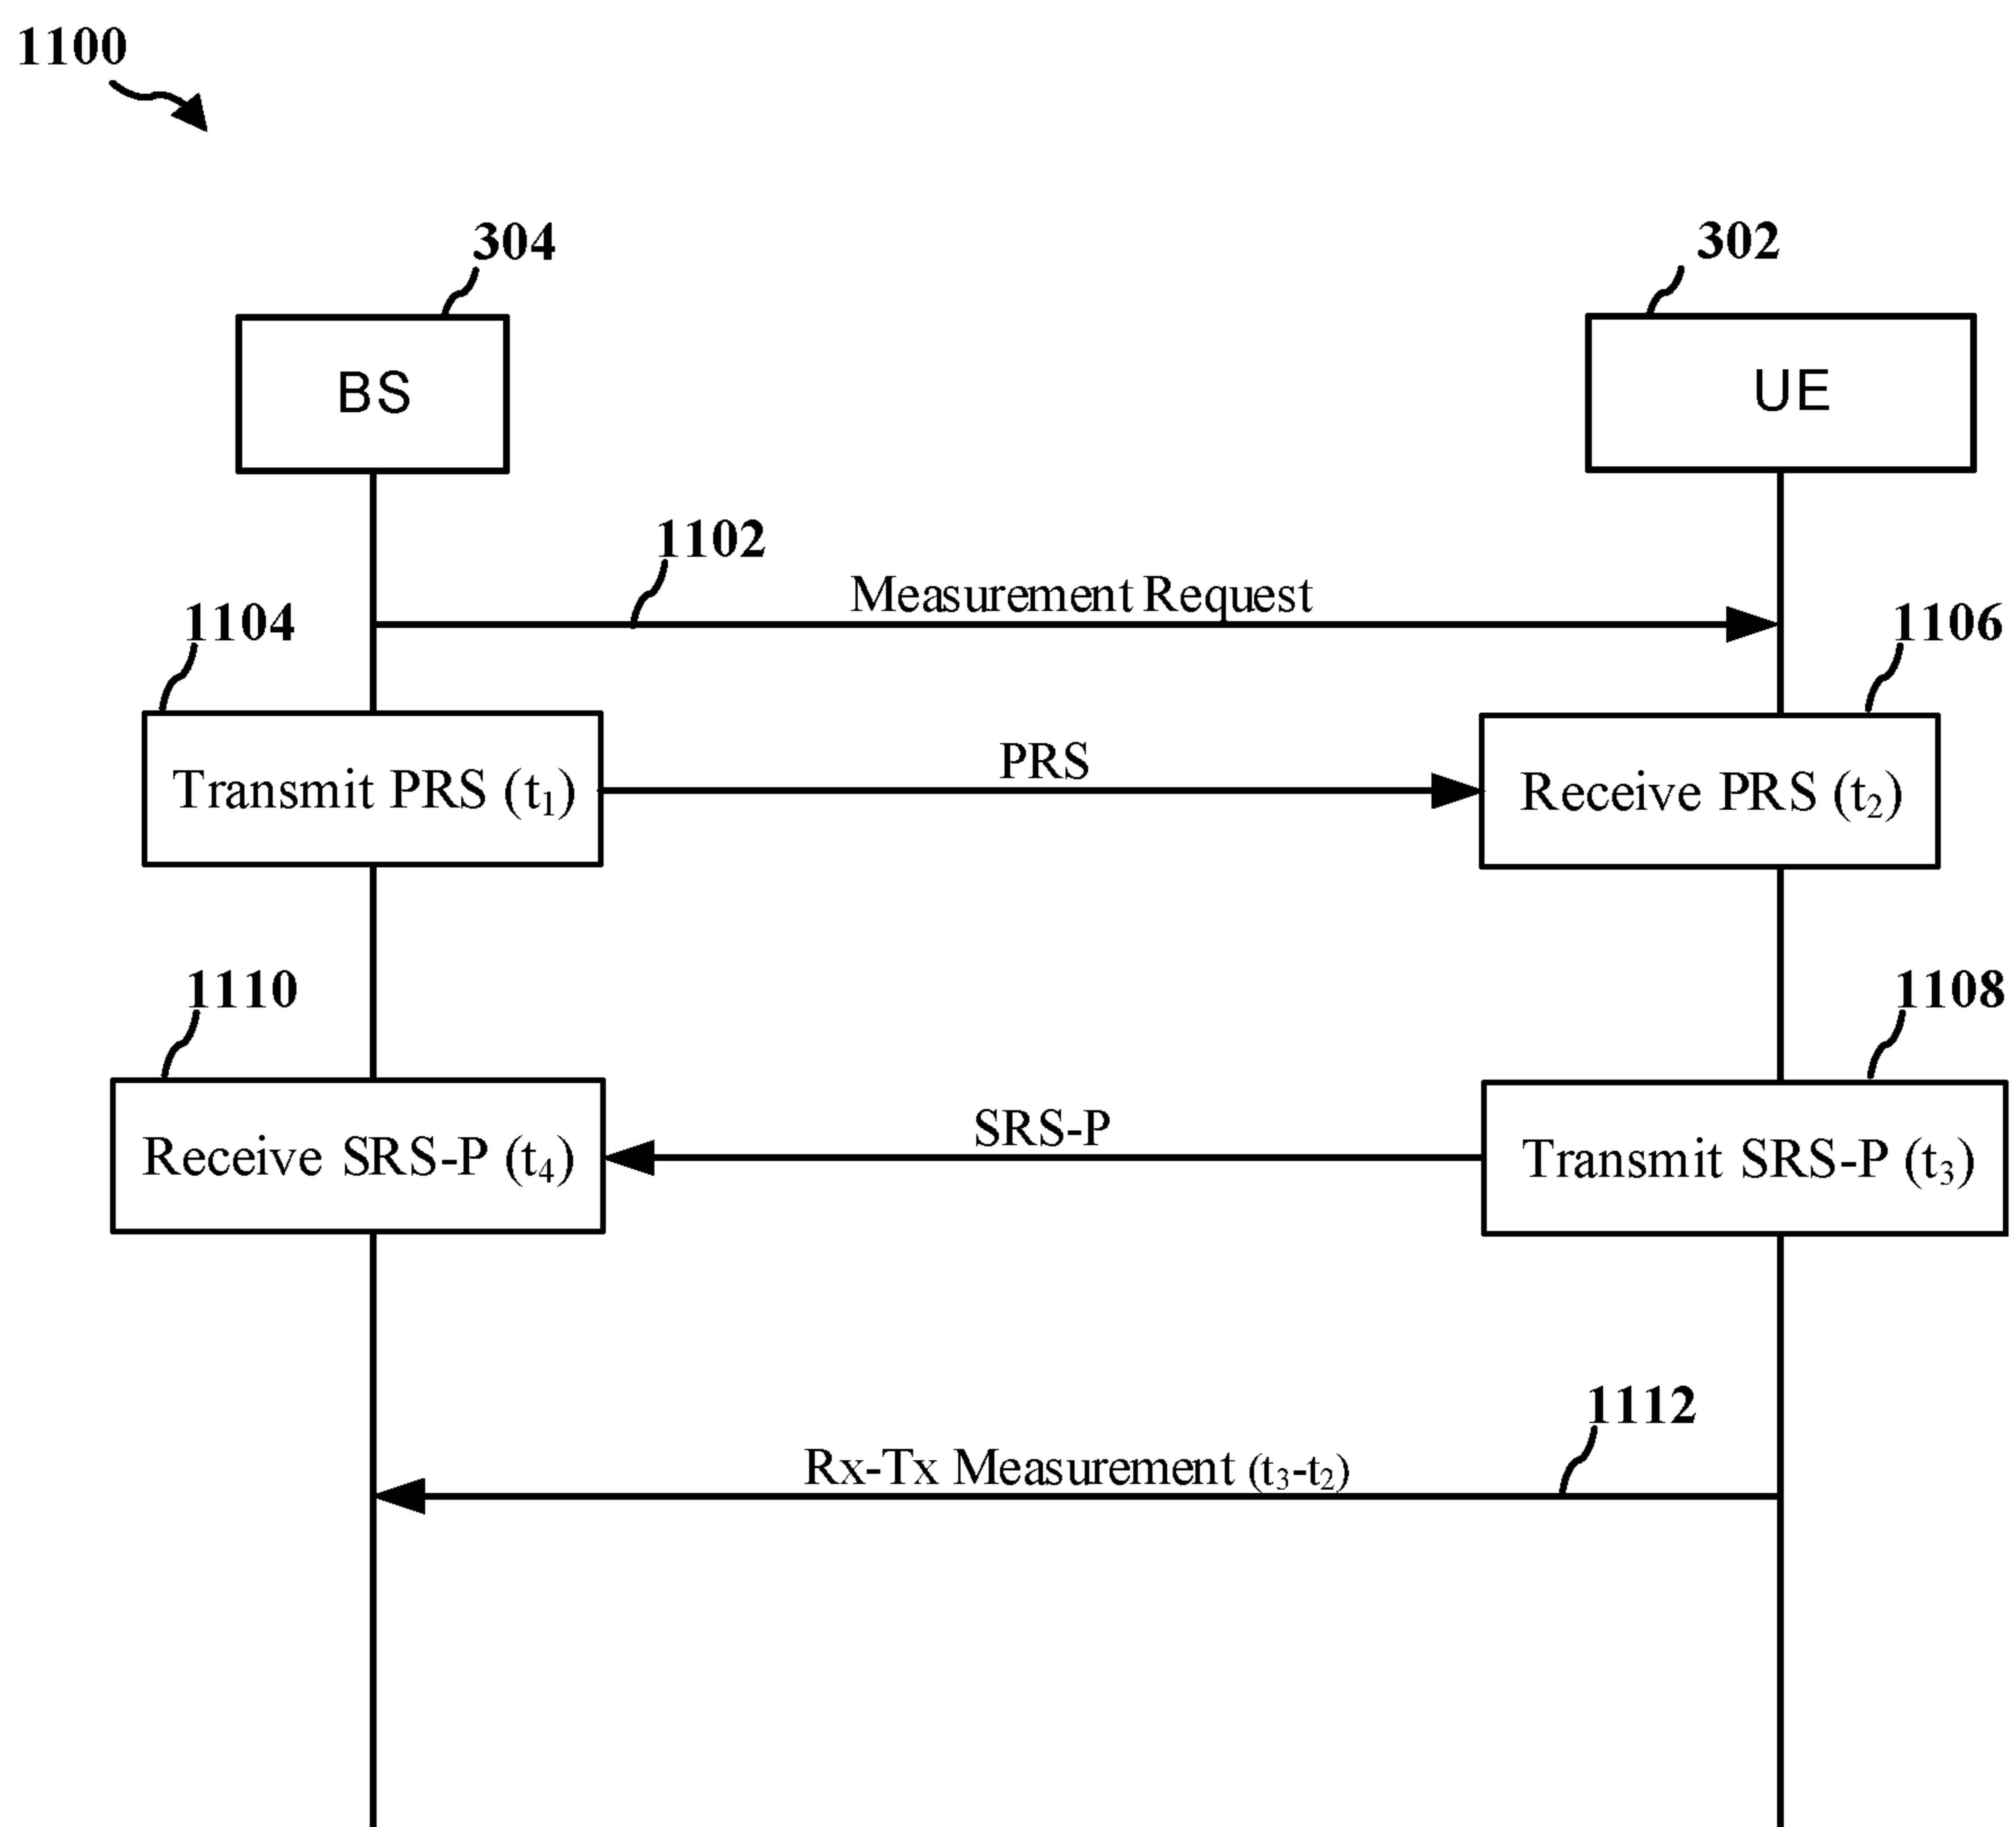 1100
304
302
BS
UE
1102
Measurement Request
1104
1106
Transmit PRS (t₁)
PRS
Receive PRS (t₂)
1110
1108
Receive SRS-P (t₄)
SRS-P
Transmit SRS-P (t₃)
1112
Rx-Tx Measurement (t₃-t₂)